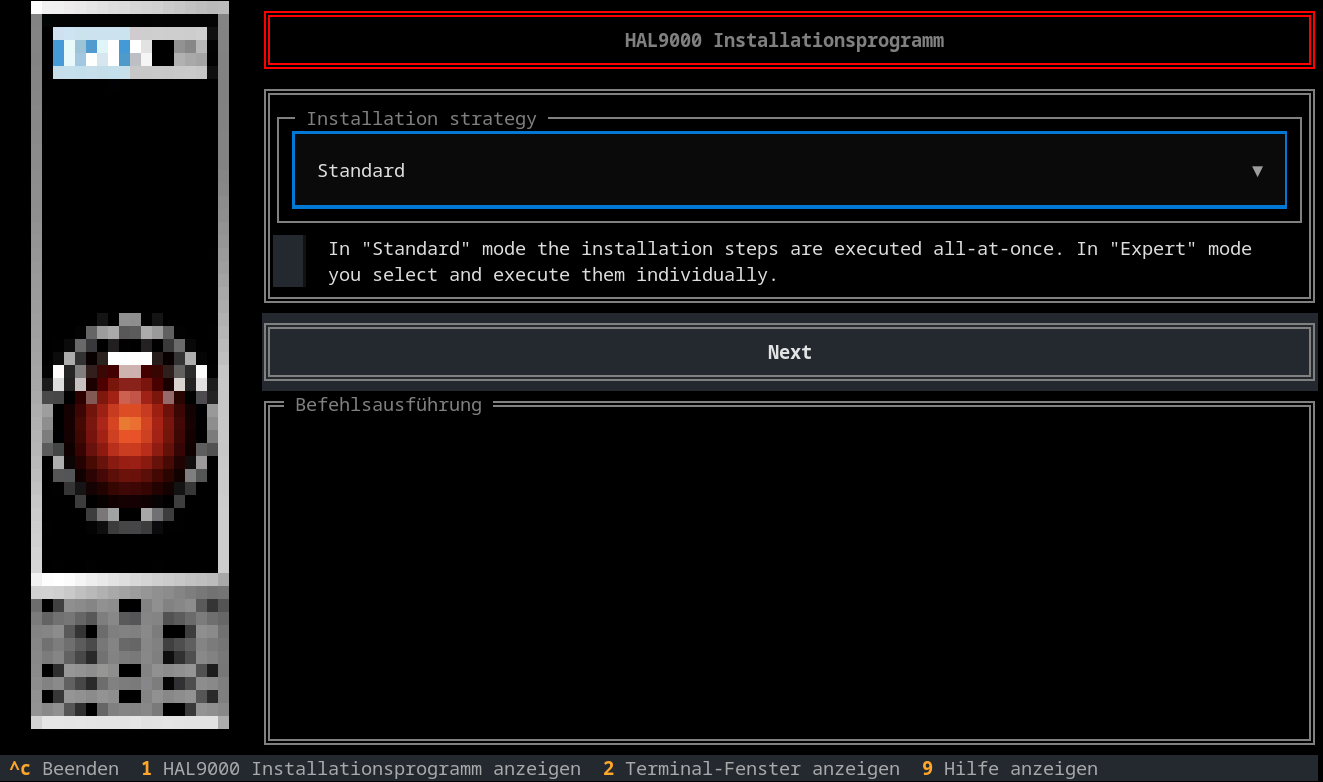 HAL9000 Installationsprogramm
Installation strategy
Standard ▼
In "Standard" mode the installation steps are executed all-at-once. In "Expert" mode
you select and execute them individually.
Next
Befehlsausführung
^c Beenden 1 HAL9000 Installationsprogramm anzeigen 2 Terminal-Fenster anzeigen 9 Hilfe anzeigen